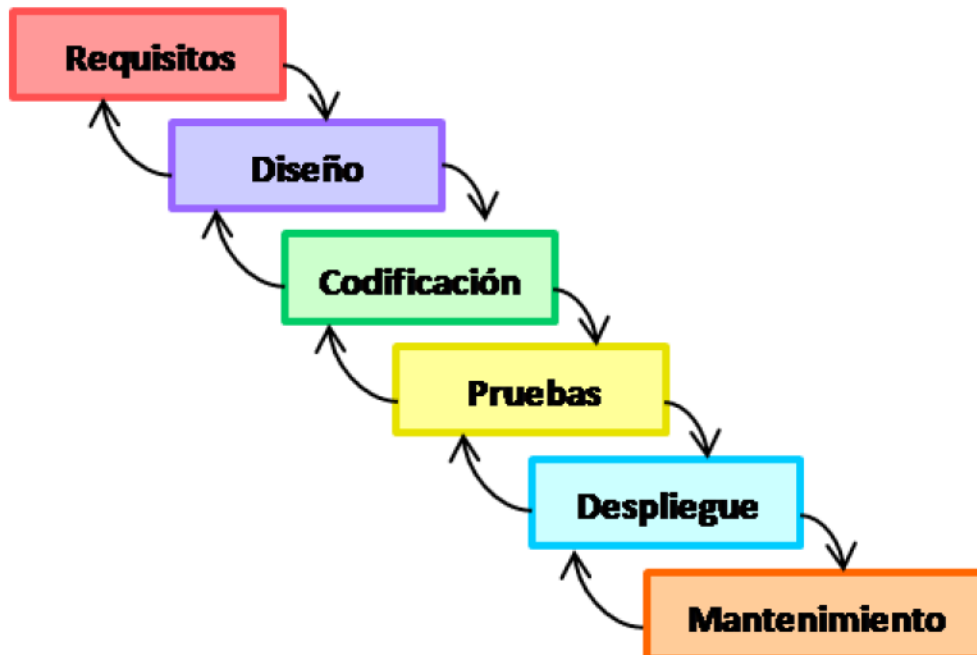 Requisitos
Diseño
Codificación
Pruebas
Despliegue
Mantenimiento